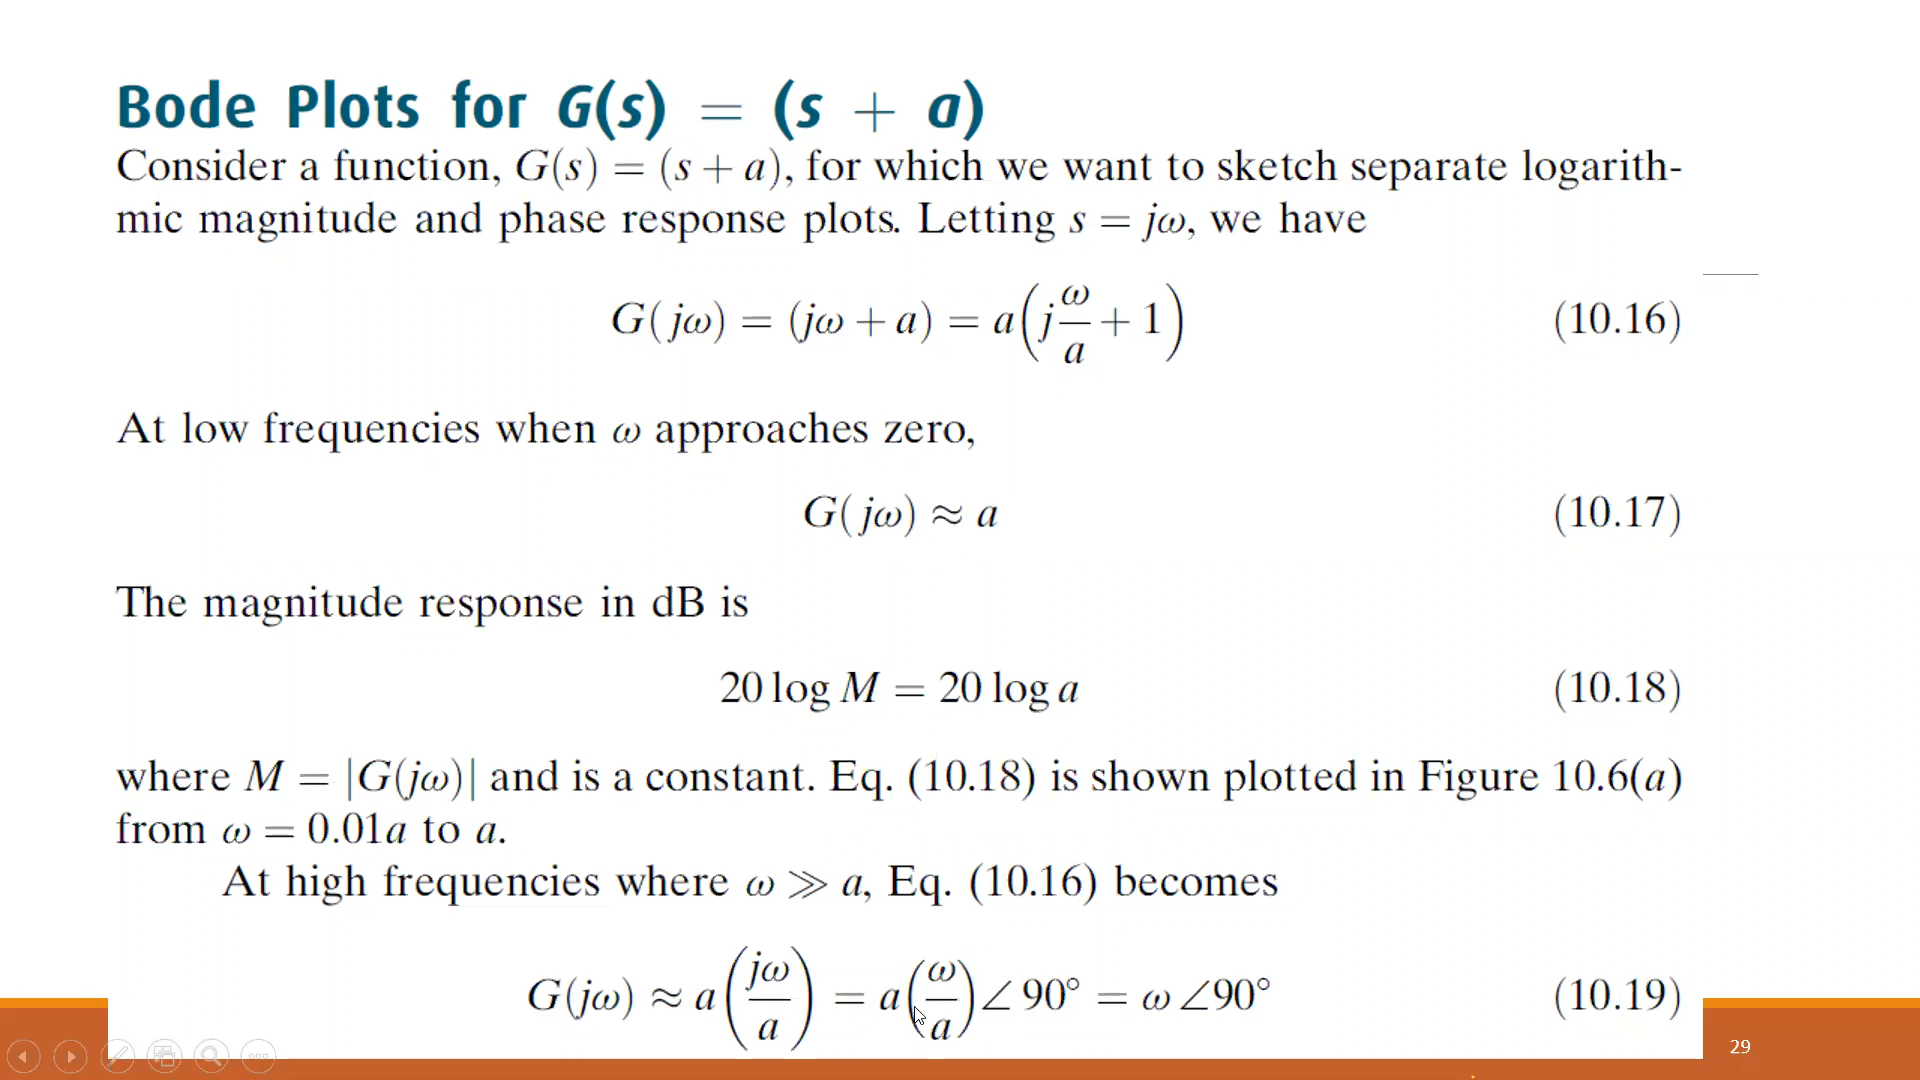 Bode Plots for G(s) = (s + a)
Consider a function, G(s) = (s + a), for which we want to sketch separate logarith-
mic magnitude and phase response plots. Letting s = jω, we have
G(jω) = (jω + a) = a(j ω/a + 1) (10.16)
At low frequencies when ω approaches zero,
G(jω) ≈ a (10.17)
The magnitude response in dB is
20 log M = 20 log a (10.18)
where M = |G(jω)| and is a constant. Eq. (10.18) is shown plotted in Figure 10.6(a)
from ω = 0.01a to a.
At high frequencies where ω ≫ a, Eq. (10.16) becomes
G(jω) ≈ a(jω/a) = a(ω/a)∠90° = ω∠90° (10.19)
29